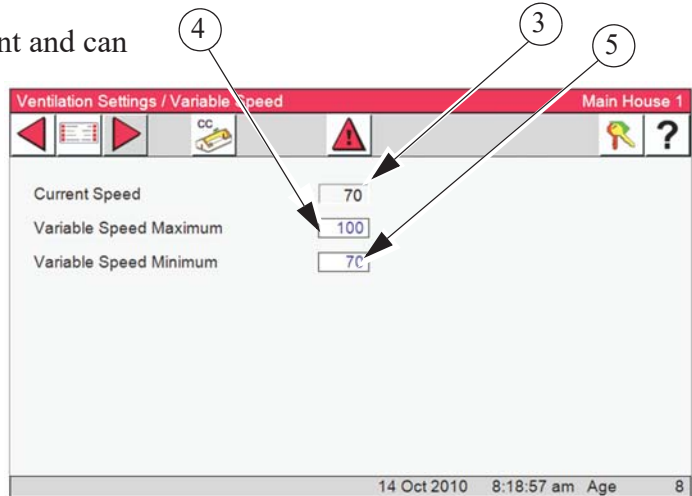 nt and can
4
3
5
Ventilation Settings / Variable Speed Main House 1
CC
?
Current Speed 70
Variable Speed Maximum 100
Variable Speed Minimum 70
14 Oct 2010 8:18:57 am Age 8